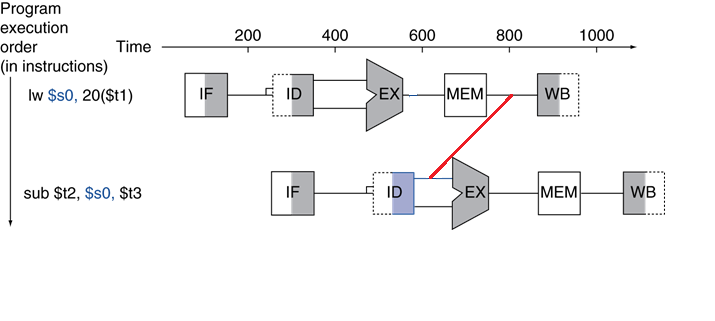 Program
execution
order
(in instructions)
Time
200 400 600 800 1000
lw $s0, 20($t1)
IF ID EX MEM WB
sub $t2, $s0, $t3
IF ID EX MEM WB